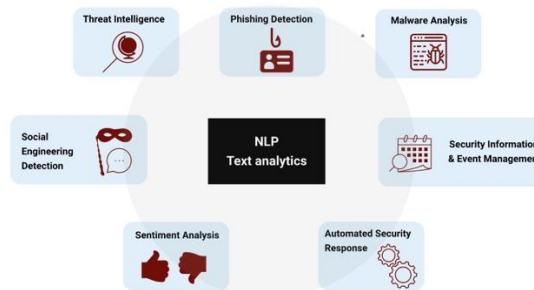 Threat Intelligence
Phishing Detection
Malware Analysis
Social
Engineering
Detection
NLP
Text analytics
Security Information
& Event Management
Sentiment Analysis
Automated Security
Response